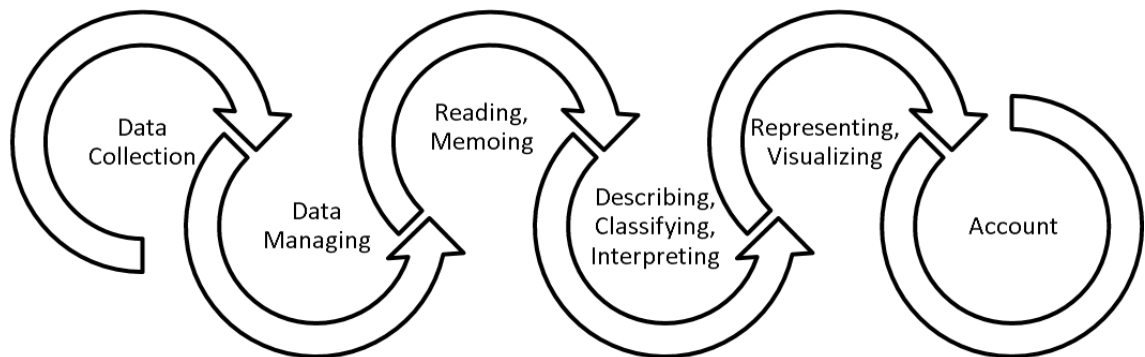 Data
Collection
Data
Managing
Reading,
Memoing
Describing,
Classifying,
Interpreting
Representing,
Visualizing
Account